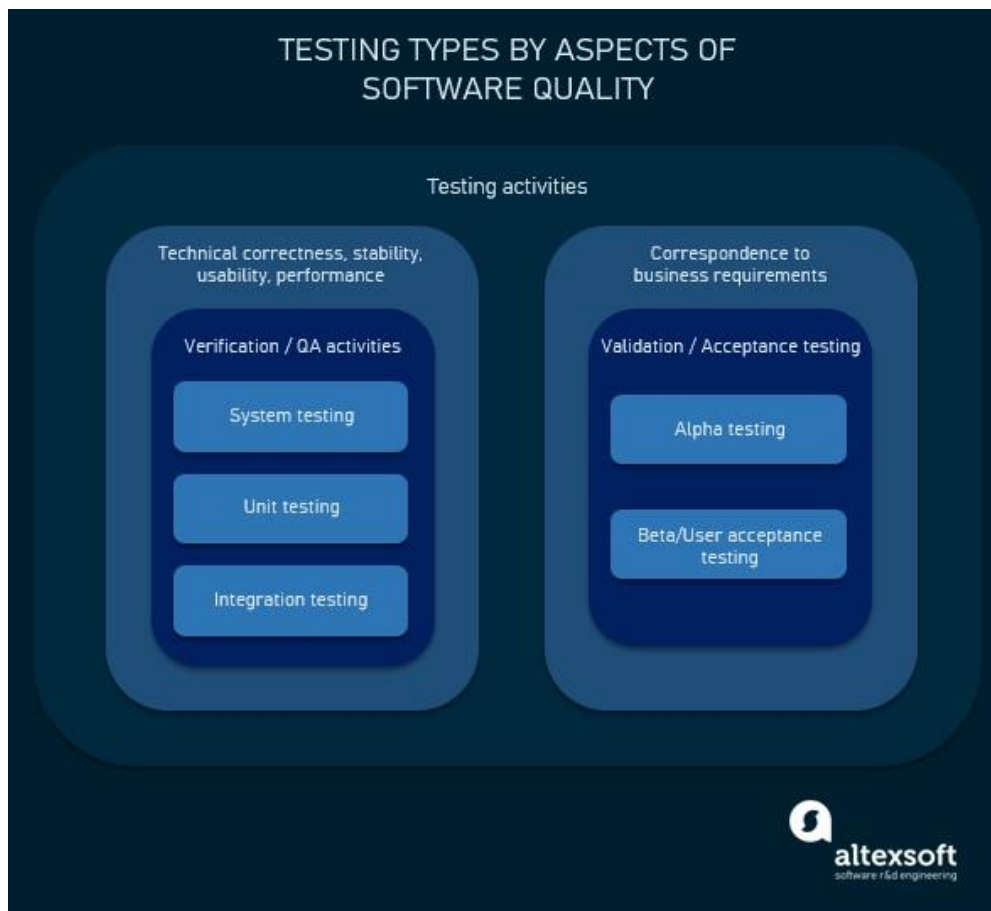 TESTING TYPES BY ASPECTS OF
SOFTWARE QUALITY
Testing activities
Technical correctness, stability,
usability, performance
Verification / QA activities
System testing
Unit testing
Integration testing
Correspondence to
business requirements
Validation / Acceptance testing
Alpha testing
Beta/User acceptance
testing
altexsoft
software r&d engineering